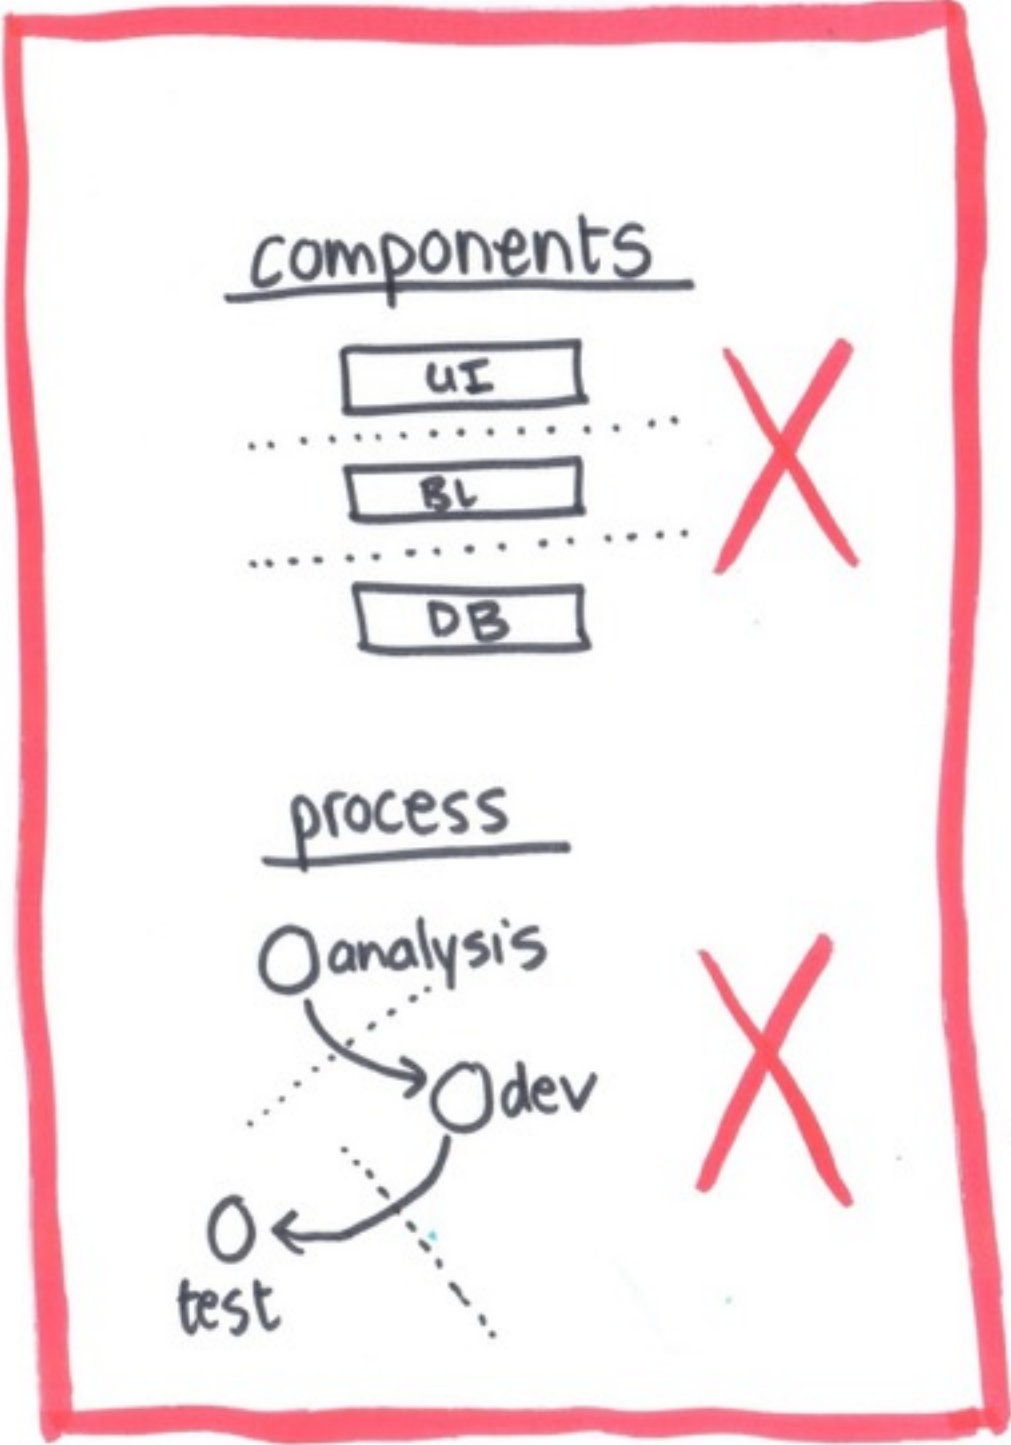 components
UI
BL
DB
process
analysis
dev
test